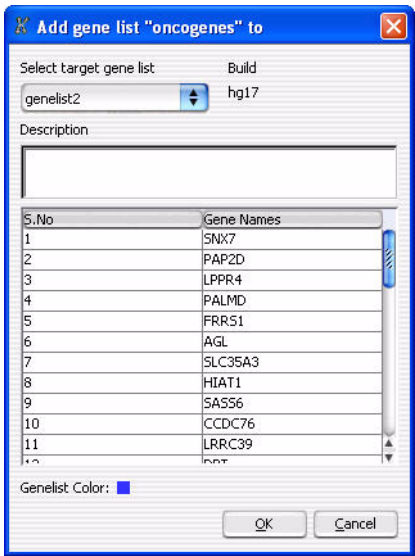 Add gene list "oncogenes" to
Select target gene list Build
genelist2 hg17
Description
S.No Gene Names
1 SNX7
2 PAP2D
3 LPPR4
4 PALMD
5 FRRS1
6 AGL
7 SLC35A3
8 HIAT1
9 SASS6
10 CCDC76
11 LRRC39
12
Genelist Color:
OK Cancel